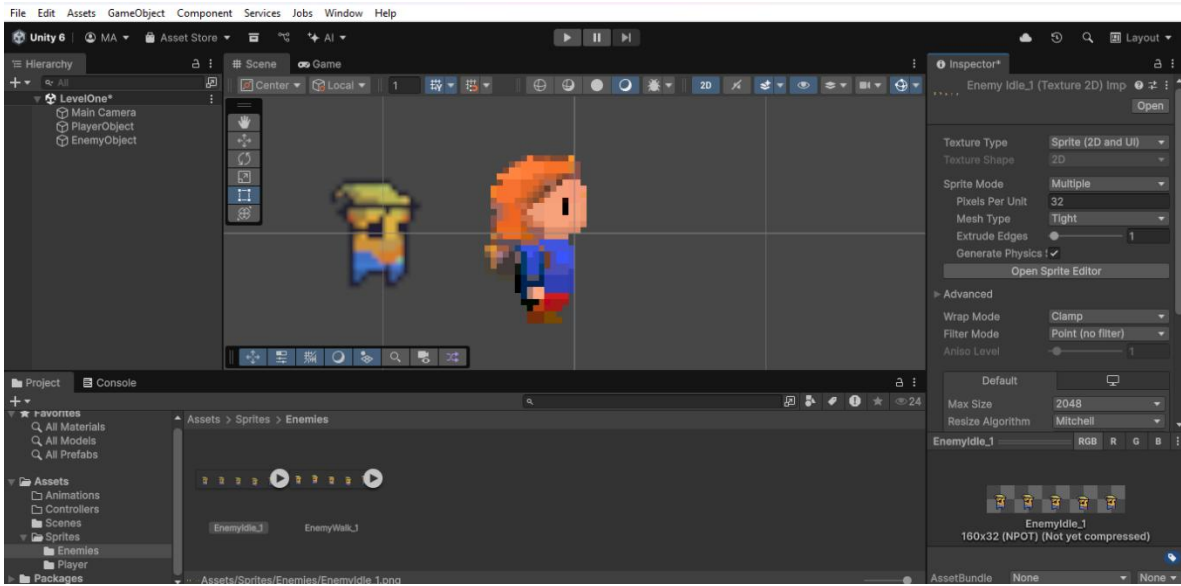 File Edit Assets GameObject Component Services Jobs Window Help
Unity 6 MA Asset Store AI Layout
Hierarchy
All
LevelOne*
Main Camera
PlayerObject
EnemyObject
Scene Game
Center Local 1 2D
Inspector*
Enemy Idle_1 (Texture 2D) Imp
Open
Texture Type Sprite (2D and UI)
Texture Shape 2D
Sprite Mode Multiple
Pixels Per Unit 32
Mesh Type Tight
Extrude Edges 1
Generate Physics S
Open Sprite Editor
Advanced
Wrap Mode Clamp
Filter Mode Point (no filter)
Aniso Level 1
Default
Max Size 2048
Resize Algorithm Mitchell
EnemyIdle_1 RGB R G B
EnemyIdle_1
160x32 (NPOT) (Not yet compressed)
AssetBundle None None
Project Console
24
Favorites
All Materials
All Models
All Prefabs
Assets
Animations
Controllers
Scenes
Sprites
Enemies
Player
Packages
Assets > Sprites > Enemies
EnemyIdle_1 EnemyWalk_1
Assets/Sprites/Enemies/EnemyIdle_1.png